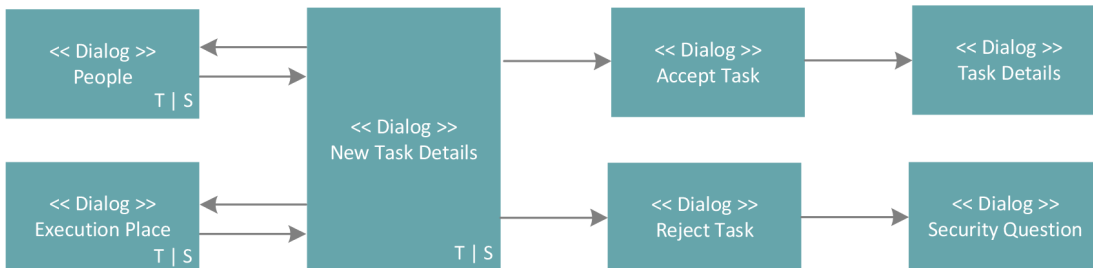 << Dialog >>
People
T | S
<< Dialog >>
Execution Place
T | S
<< Dialog >>
New Task Details
T | S
<< Dialog >>
Accept Task
<< Dialog >>
Task Details
<< Dialog >>
Reject Task
<< Dialog >>
Security Question